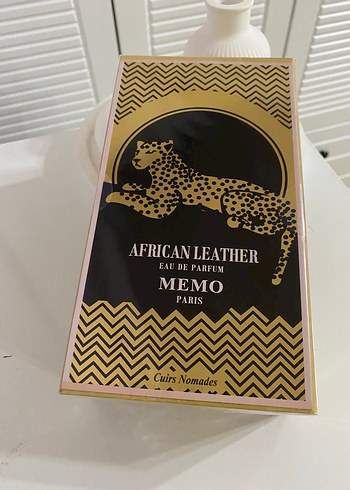 AFRICAN LEATHER
EAU DE PARFUM
MEMO
PARIS
Cuirs Nomades